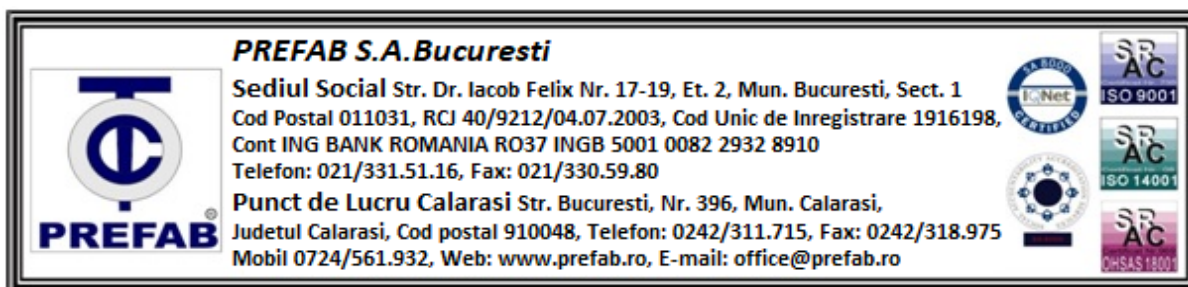 PREFAB S.A.Bucuresti
Sediul Social Str. Dr. Iacob Felix Nr. 17-19, Et. 2, Mun. Bucuresti, Sect. 1
Cod Postal 011031, RCJ 40/9212/04.07.2003, Cod Unic de Inregistrare 1916198,
Cont ING BANK ROMANIA RO37 INGB 5001 0082 2932 8910
Telefon: 021/331.51.16, Fax: 021/330.59.80
Punct de Lucru Calarasi Str. Bucuresti, Nr. 396, Mun. Calarasi,
Judetul Calarasi, Cod postal 910048, Telefon: 0242/311.715, Fax: 0242/318.975
Mobil 0724/561.932, Web: www.prefab.ro, E-mail: office@prefab.ro
PREFAB
®
SA 8000
IQNet
CERTIFIED
SRAC
ISO 9001
SRAC
ISO 14001
SRAC
OHSAS 18001